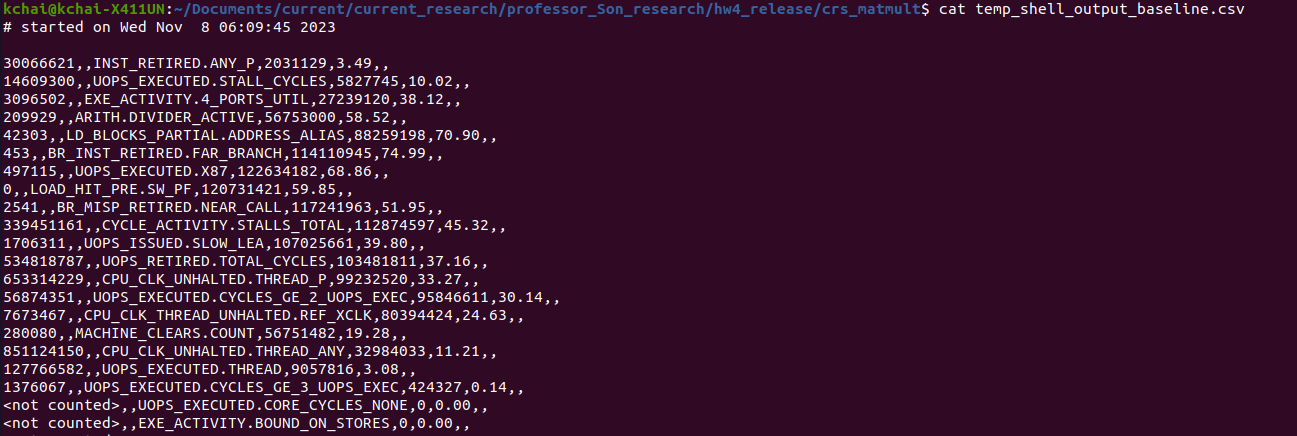 kchai@kchai-X411UN:~/Documents/current/current_research/professor_Son_research/hw4_release/crs_matmult$ cat temp_shell_output_baseline.csv
# started on Wed Nov  8 06:09:45 2023

30066621,,INST_RETIRED.ANY_P,2031129,3.49,,
14609300,,UOPS_EXECUTED.STALL_CYCLES,5827745,10.02,,
3096502,,EXE_ACTIVITY.4_PORTS_UTIL,27239120,38.12,,
209929,,ARITH.DIVIDER_ACTIVE,56753000,58.52,,
42303,,LD_BLOCKS_PARTIAL.ADDRESS_ALIAS,88259198,70.90,,
453,,BR_INST_RETIRED.FAR_BRANCH,114110945,74.99,,
497115,,UOPS_EXECUTED.X87,122634182,68.86,,
0,,LOAD_HIT_PRE.SW_PF,120731421,59.85,,
2541,,BR_MISP_RETIRED.NEAR_CALL,117241963,51.95,,
339451161,,CYCLE_ACTIVITY.STALLS_TOTAL,112874597,45.32,,
1706311,,UOPS_ISSUED.SLOW_LEA,107025661,39.80,,
534818787,,UOPS_RETIRED.TOTAL_CYCLES,103481811,37.16,,
653314229,,CPU_CLK_UNHALTED.THREAD_P,99232520,33.27,,
56874351,,UOPS_EXECUTED.CYCLES_GE_2_UOPS_EXEC,95846611,30.14,,
7673467,,CPU_CLK_THREAD_UNHALTED.REF_XCLK,80394424,24.63,,
280080,,MACHINE_CLEARS.COUNT,56751482,19.28,,
851124150,,CPU_CLK_UNHALTED.THREAD_ANY,32984033,11.21,,
127766582,,UOPS_EXECUTED.THREAD,9057816,3.08,,
1376067,,UOPS_EXECUTED.CYCLES_GE_3_UOPS_EXEC,424327,0.14,,
<not counted>,,UOPS_EXECUTED.CORE_CYCLES_NONE,0,0.00,,
<not counted>,,EXE_ACTIVITY.BOUND_ON_STORES,0,0.00,,